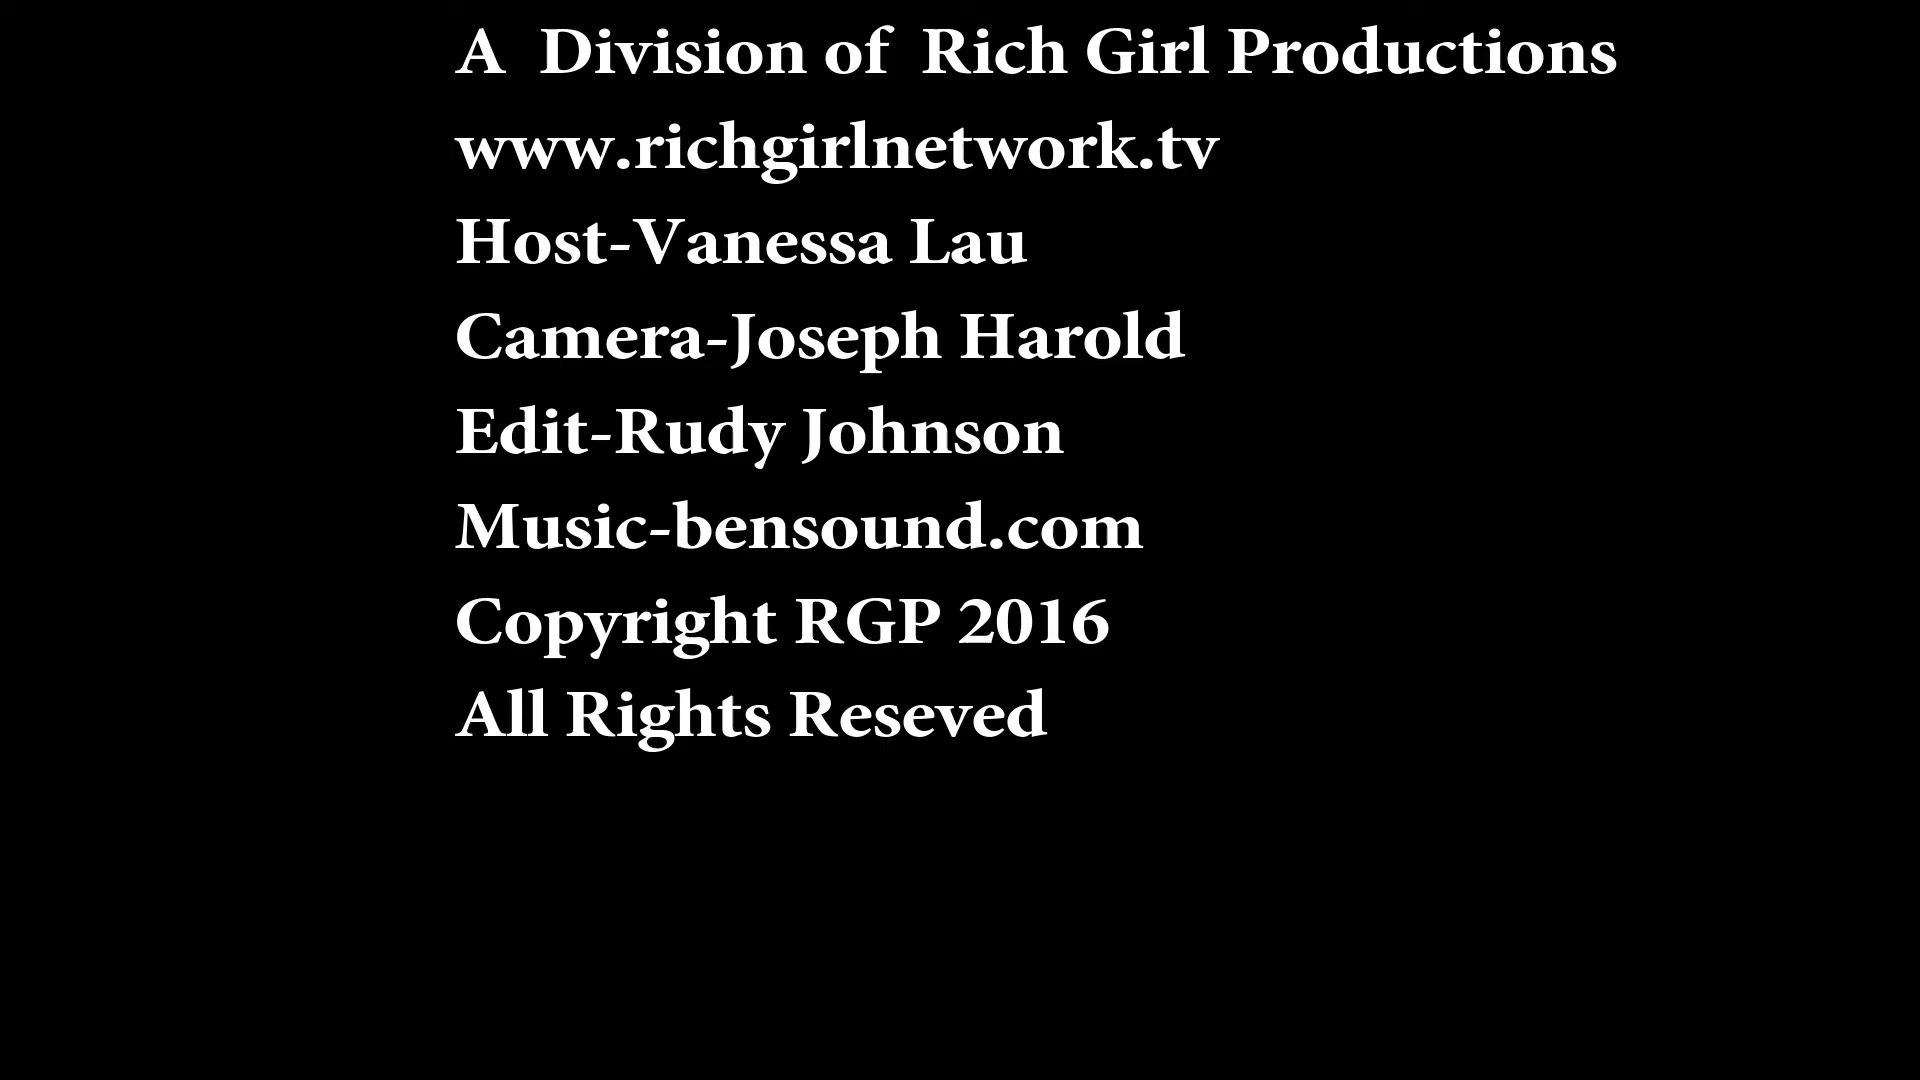 A  Division of  Rich Girl Productions
www.richgirlnetwork.tv
Host-Vanessa Lau
Camera-Joseph Harold
Edit-Rudy Johnson
Music-bensound.com
Copyright RGP 2016
All Rights Reseved